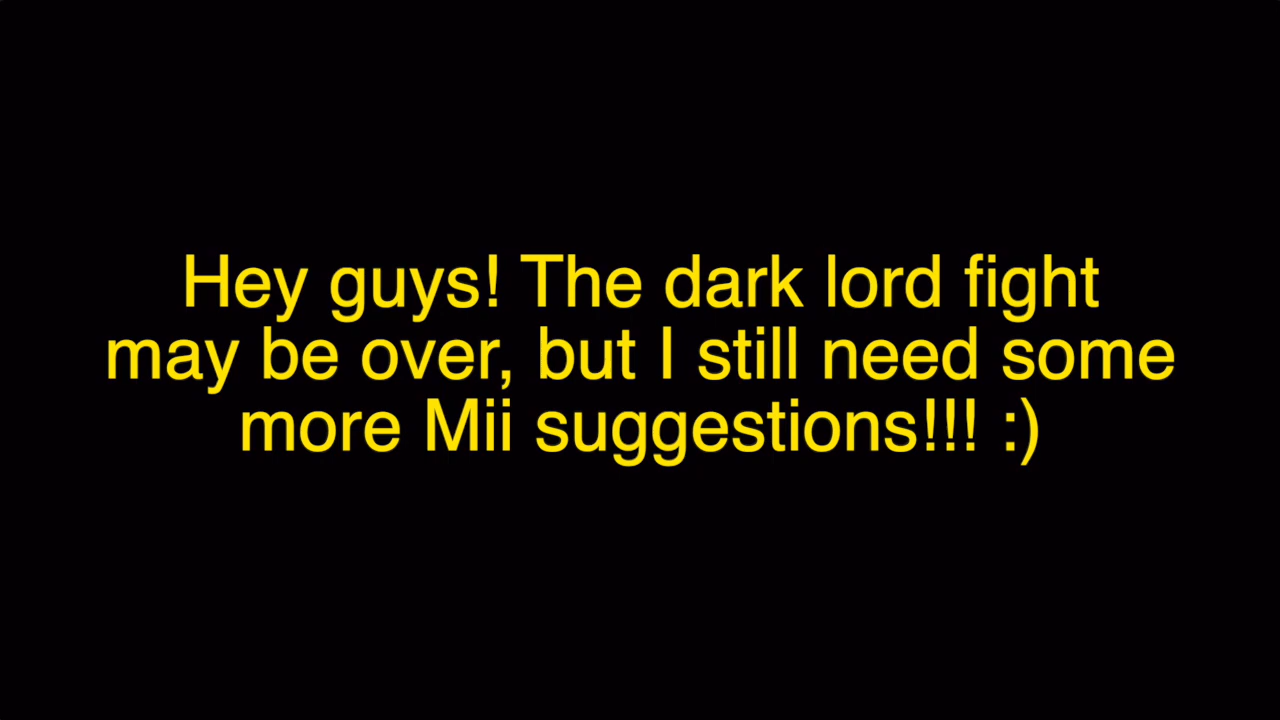 Hey guys! The dark lord fight
may be over, but I still need some
more Mii suggestions!!! :)